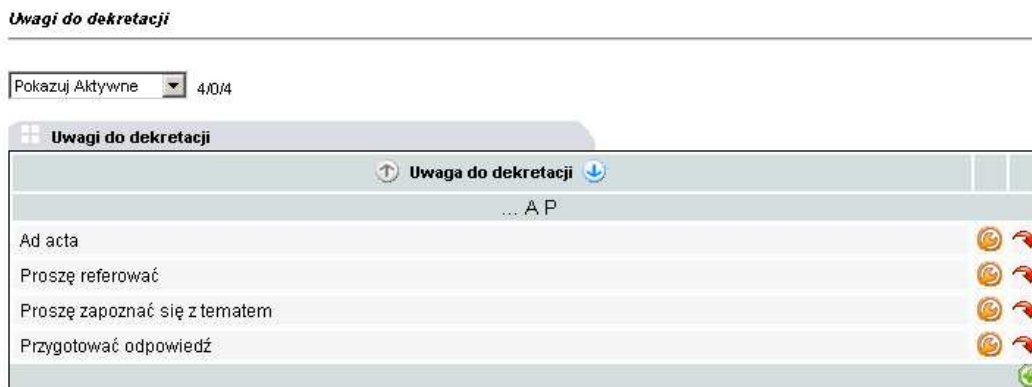 Uwagi do dekretacji
Pokazuj Aktywne 4/0/4
Uwagi do dekretacji
Uwaga do dekretacji
... A P
Ad acta
Proszę referować
Proszę zapoznać się z tematem
Przygotować odpowiedź